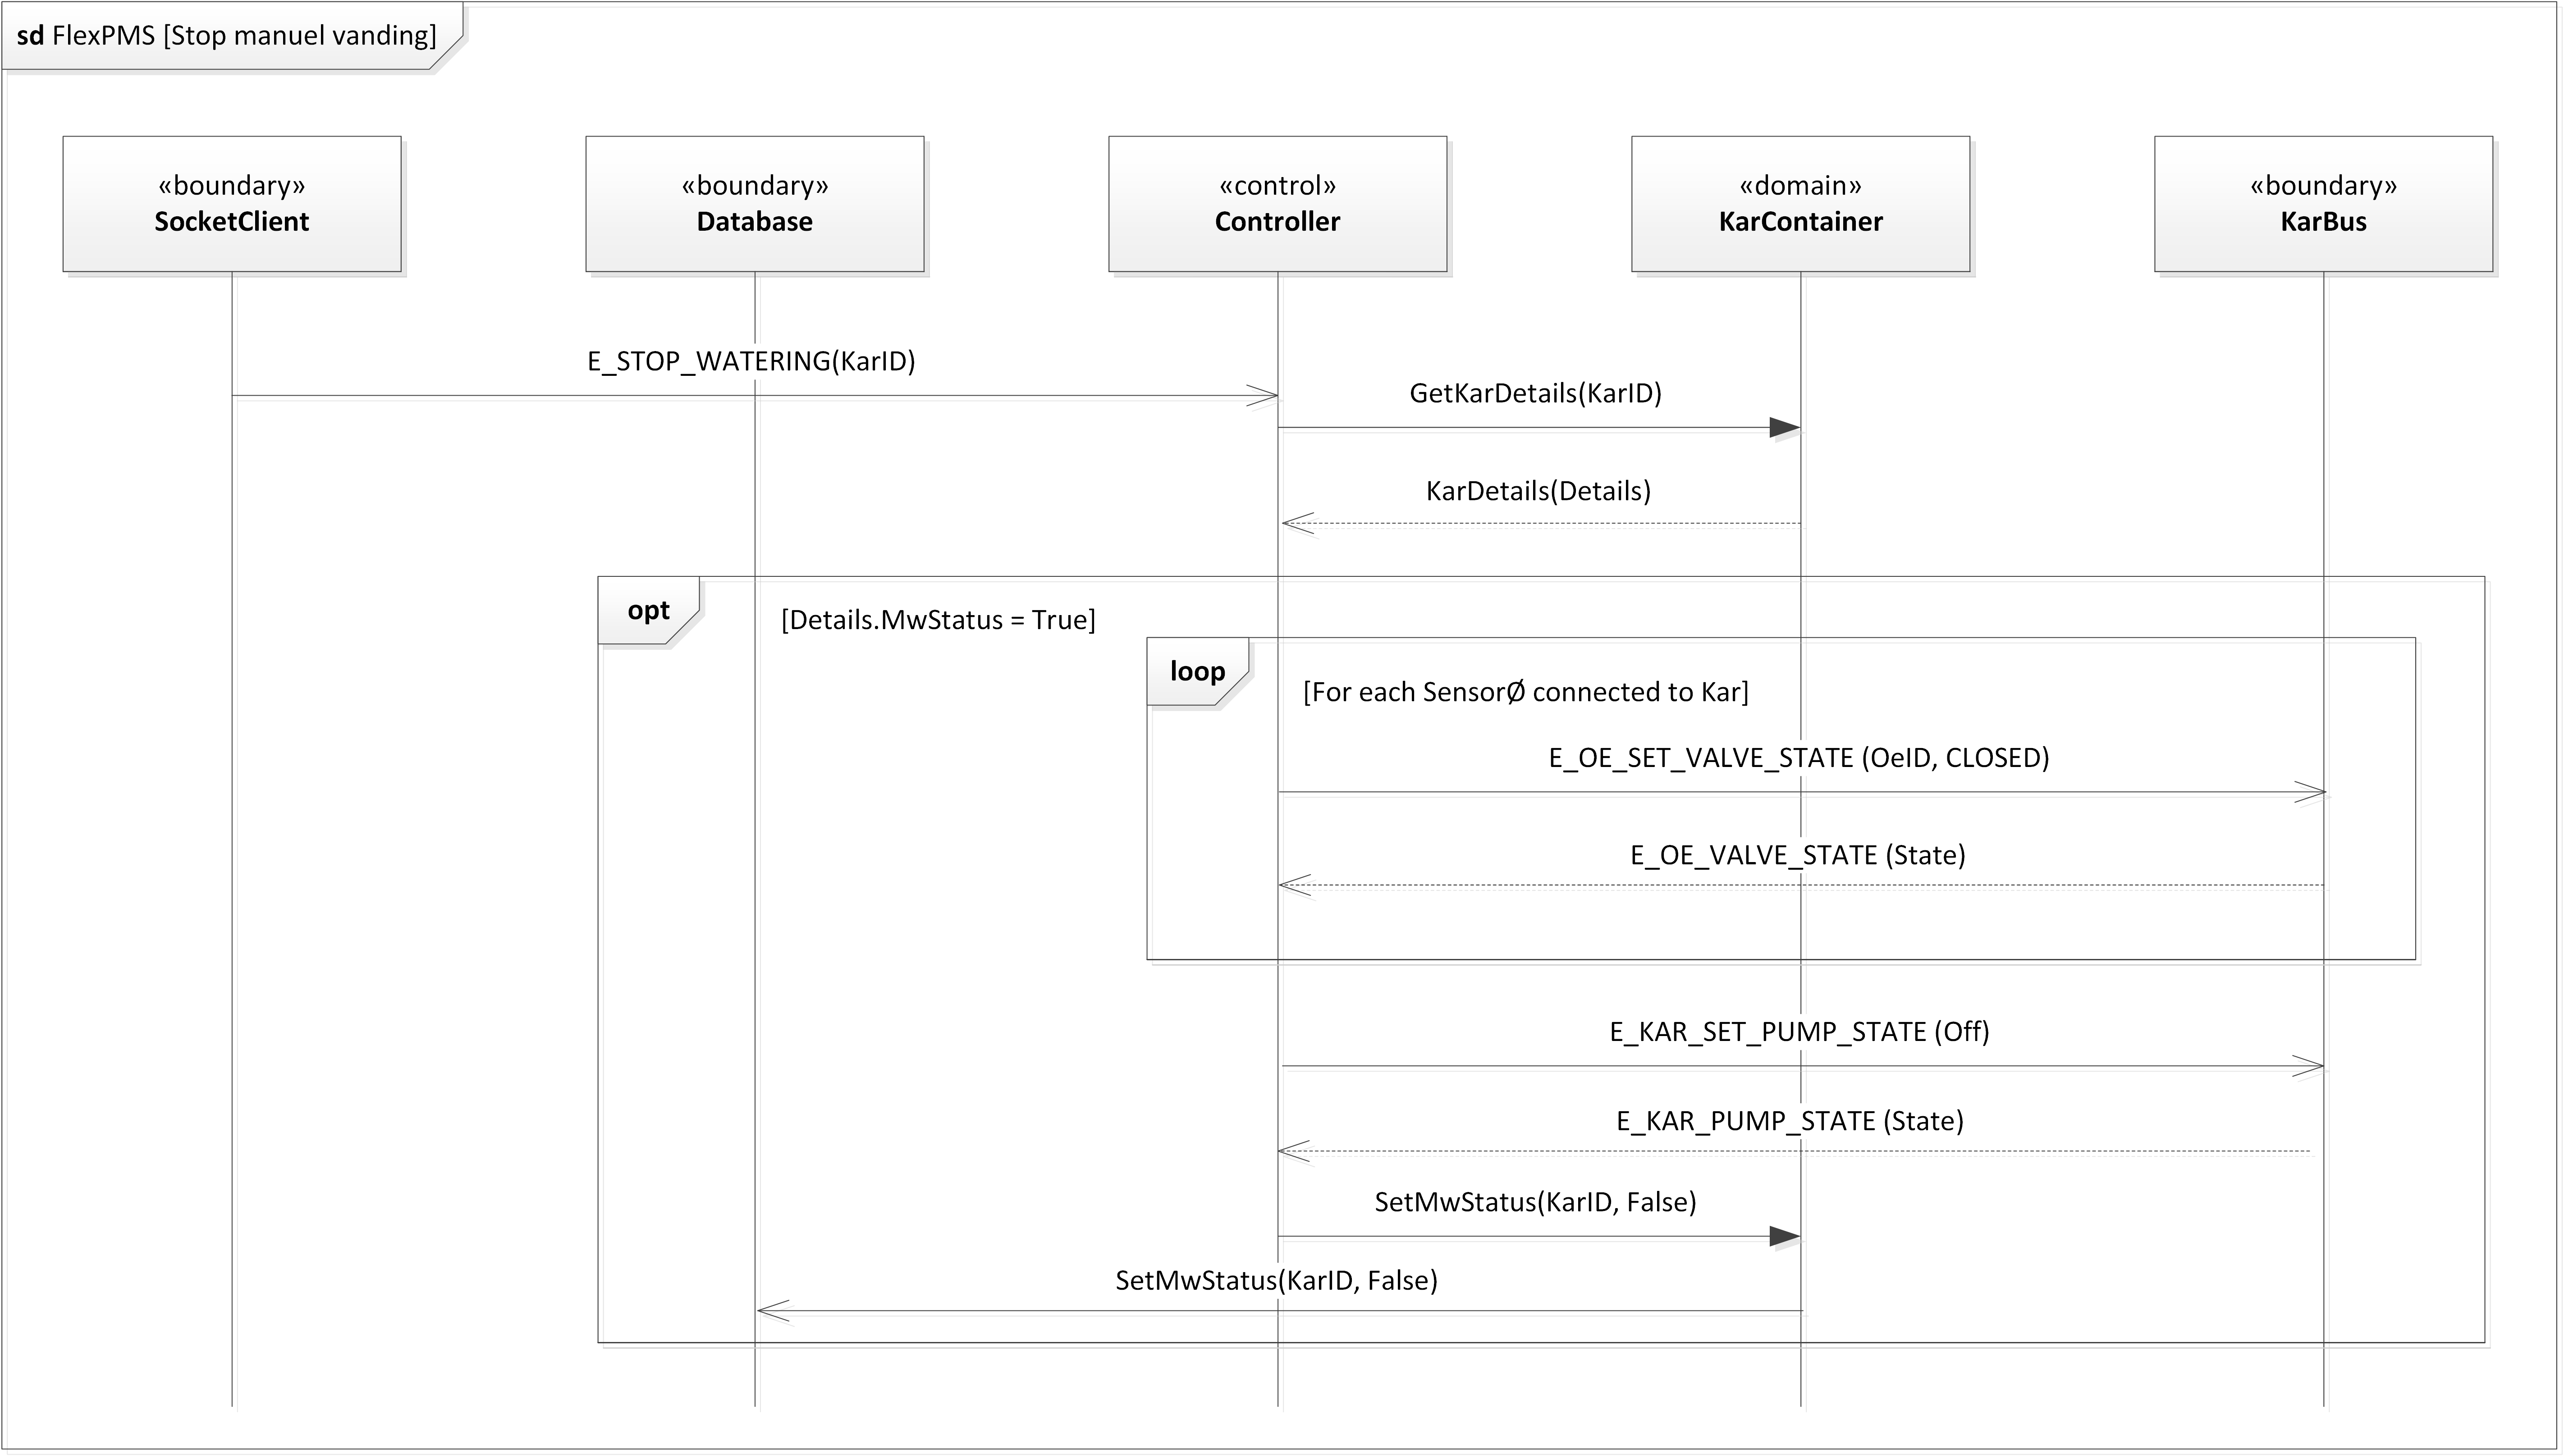 sd FlexPMS [Stop manuel vanding]
«boundary»
SocketClient
«boundary»
Database
«control»
Controller
«domain»
KarContainer
«boundary»
KarBus
E_STOP_WATERING(KarID)
GetKarDetails(KarID)
KarDetails(Details)
opt
[Details.MwStatus = True]
loop
[For each SensorØ connected to Kar]
E_OE_SET_VALVE_STATE (OeID, CLOSED)
E_OE_VALVE_STATE (State)
E_KAR_SET_PUMP_STATE (Off)
E_KAR_PUMP_STATE (State)
SetMwStatus(KarID, False)
SetMwStatus(KarID, False)